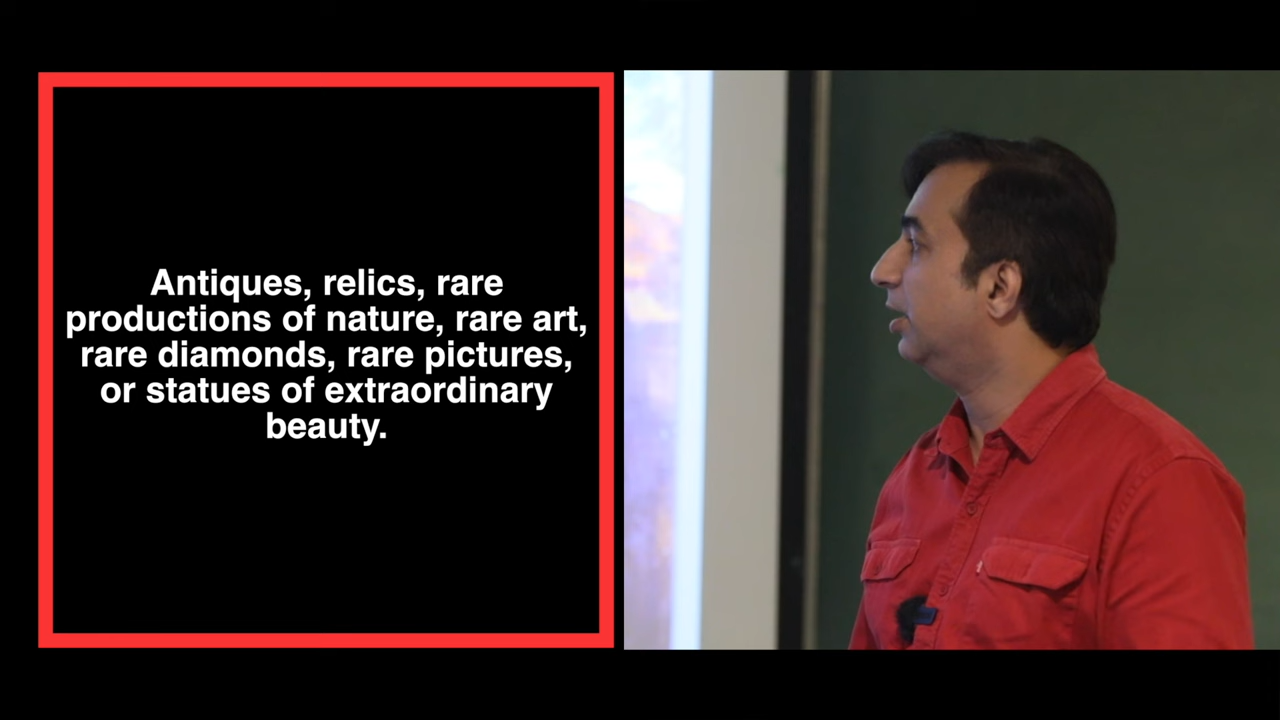 Antiques, relics, rare
productions of nature, rare art,
rare diamonds, rare pictures,
or statues of extraordinary
beauty.